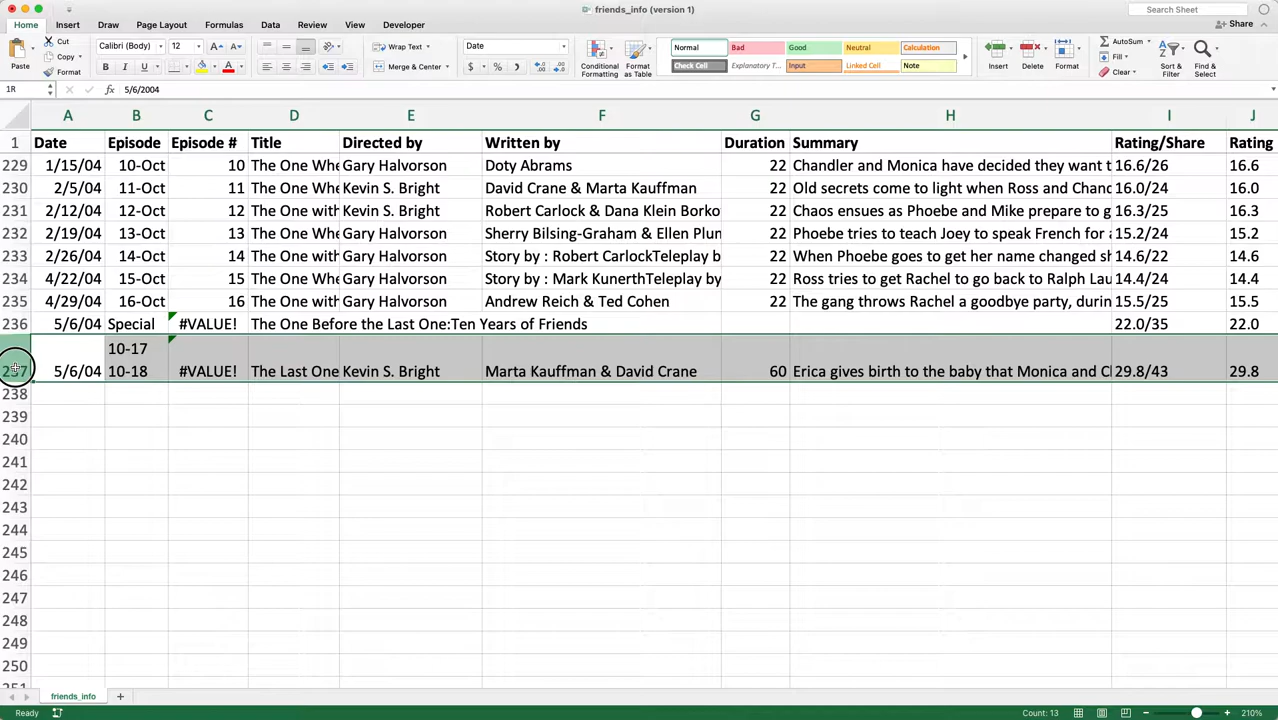 friends_info (version 1)
Search Sheet
Home Insert Draw Page Layout Formulas Data Review View Developer
Share
Paste
Cut
Copy
Format
Calibri (Body) 12
B I U
Wrap Text
Merge & Center
Date
$ % ,
Conditional Formatting
Format as Table
Normal Bad Good Neutral Calculation
Check Cell Explanatory T... Input Linked Cell Note
Insert Delete Format
AutoSum
Fill
Clear
Sort & Filter
Find & Select
1R fx 5/6/2004
A B C D E F G H I J
1 Date Episode Episode # Title Directed by Written by Duration Summary Rating/Share Rating
229 1/15/04 10-Oct 10 The One Whe Gary Halvorson Doty Abrams 22 Chandler and Monica have decided they want t 16.6/26 16.6
230 2/5/04 11-Oct 11 The One Whe Kevin S. Bright David Crane & Marta Kauffman 22 Old secrets come to light when Ross and Chanc 16.0/24 16.0
231 2/12/04 12-Oct 12 The One with Kevin S. Bright Robert Carlock & Dana Klein Borko 22 Chaos ensues as Phoebe and Mike prepare to g 16.3/25 16.3
232 2/19/04 13-Oct 13 The One with Gary Halvorson Sherry Bilsing-Graham & Ellen Plun 22 Phoebe tries to teach Joey to speak French for a 15.2/24 15.2
233 2/26/04 14-Oct 14 The One with Gary Halvorson Story by : Robert CarlockTeleplay by 22 When Phoebe goes to get her name changed sh 14.6/22 14.6
234 4/22/04 15-Oct 15 The One Whe Gary Halvorson Story by : Mark KunerthTeleplay by 22 Ross tries to get Rachel to go back to Ralph Lau 14.4/24 14.4
235 4/29/04 16-Oct 16 The One with Gary Halvorson Andrew Reich & Ted Cohen 22 The gang throws Rachel a goodbye party, durin 15.5/25 15.5
236 5/6/04 Special #VALUE! The One Before the Last One:Ten Years of Friends 22.0/35 22.0
10-17
237 5/6/04 10-18 #VALUE! The Last One Kevin S. Bright Marta Kauffman & David Crane 60 Erica gives birth to the baby that Monica and Cl 29.8/43 29.8
238
239
240
241
242
243
244
245
246
247
248
249
250
251
friends_info +
Ready Count: 13 210%